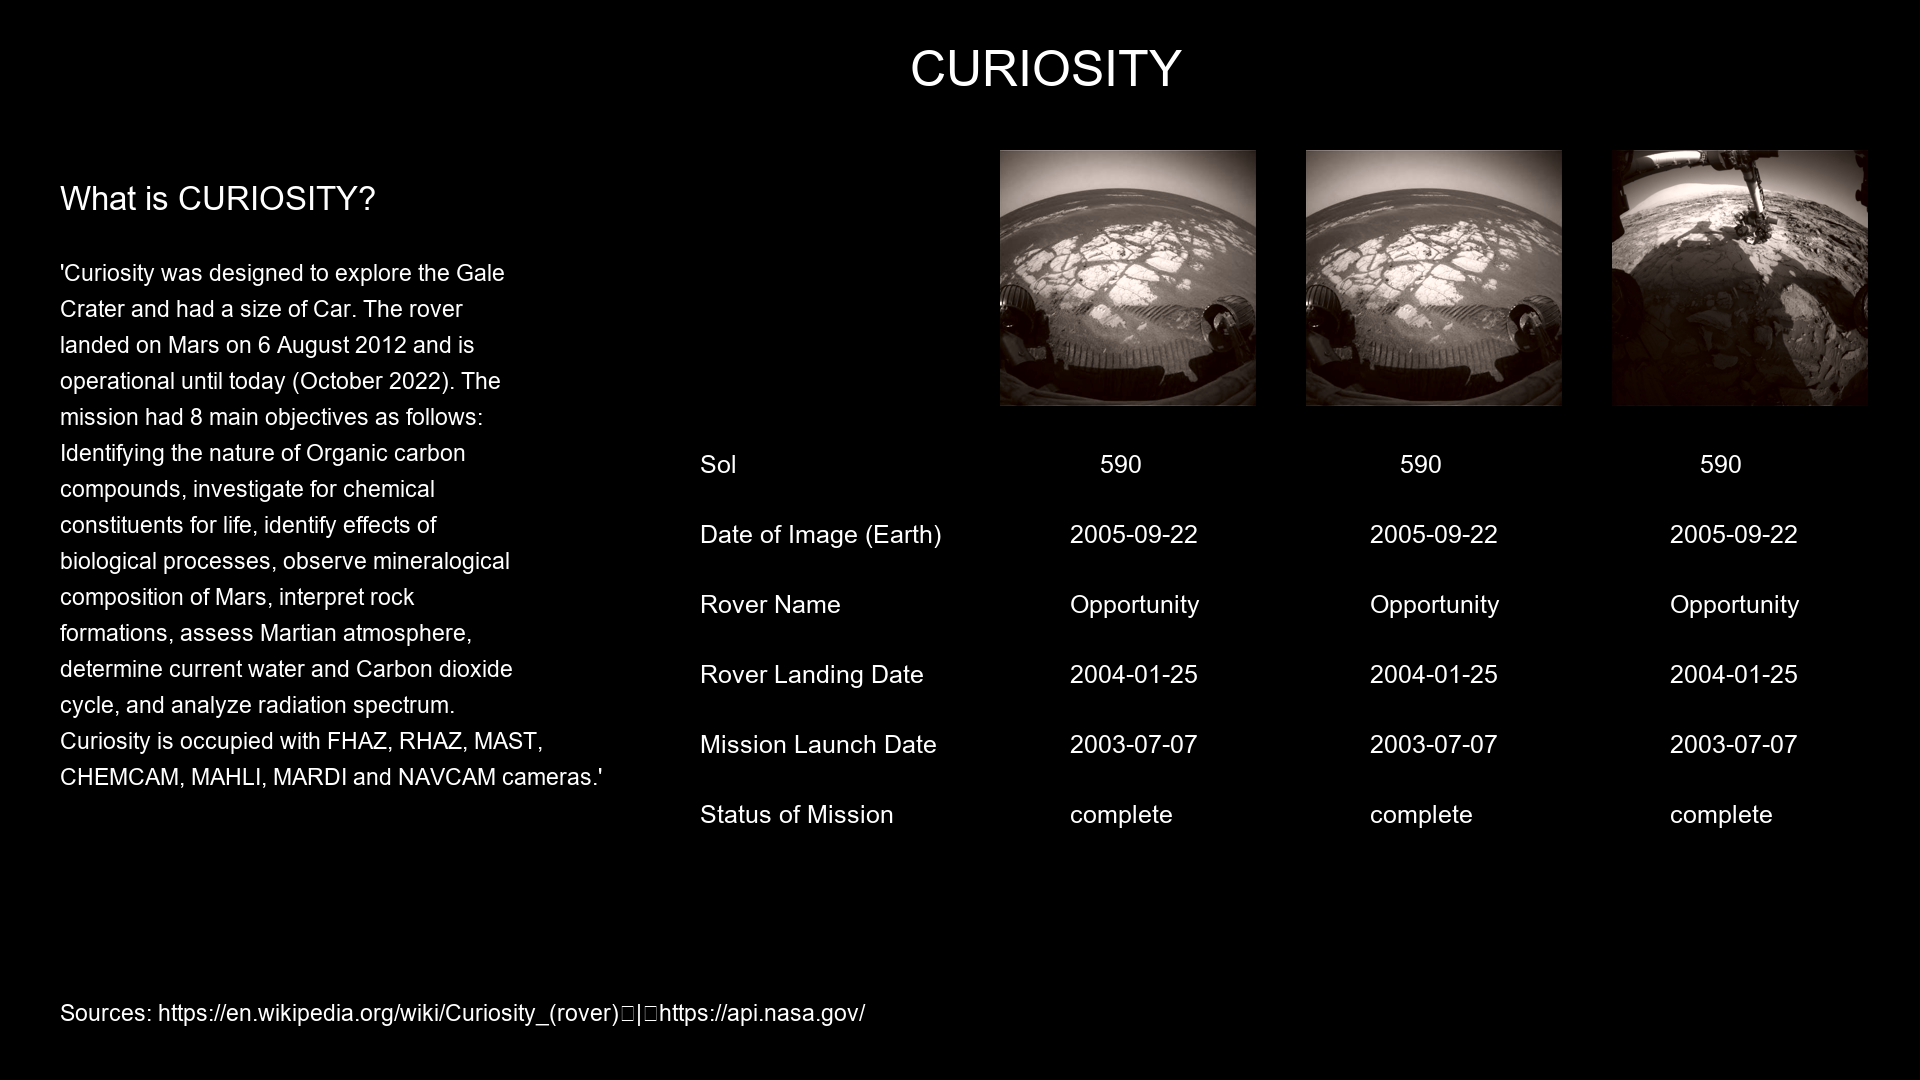 CURIOSITY
What is CURIOSITY?
'Curiosity was designed to explore the Gale
Crater and had a size of Car. The rover
landed on Mars on 6 August 2012 and is
operational until today (October 2022). The
mission had 8 main objectives as follows:
Identifying the nature of Organic carbon
compounds, investigate for chemical
constituents for life, identify effects of
biological processes, observe mineralogical
composition of Mars, interpret rock
formations, assess Martian atmosphere,
determine current water and Carbon dioxide
cycle, and analyze radiation spectrum.
Curiosity is occupied with FHAZ, RHAZ, MAST,
CHEMCAM, MAHLI, MARDI and NAVCAM cameras.'
Sol 590 590 590
Date of Image (Earth) 2005-09-22 2005-09-22 2005-09-22
Rover Name Opportunity Opportunity Opportunity
Rover Landing Date 2004-01-25 2004-01-25 2004-01-25
Mission Launch Date 2003-07-07 2003-07-07 2003-07-07
Status of Mission complete complete complete
Sources: https://en.wikipedia.org/wiki/Curiosity_(rover)▯|▯https://api.nasa.gov/